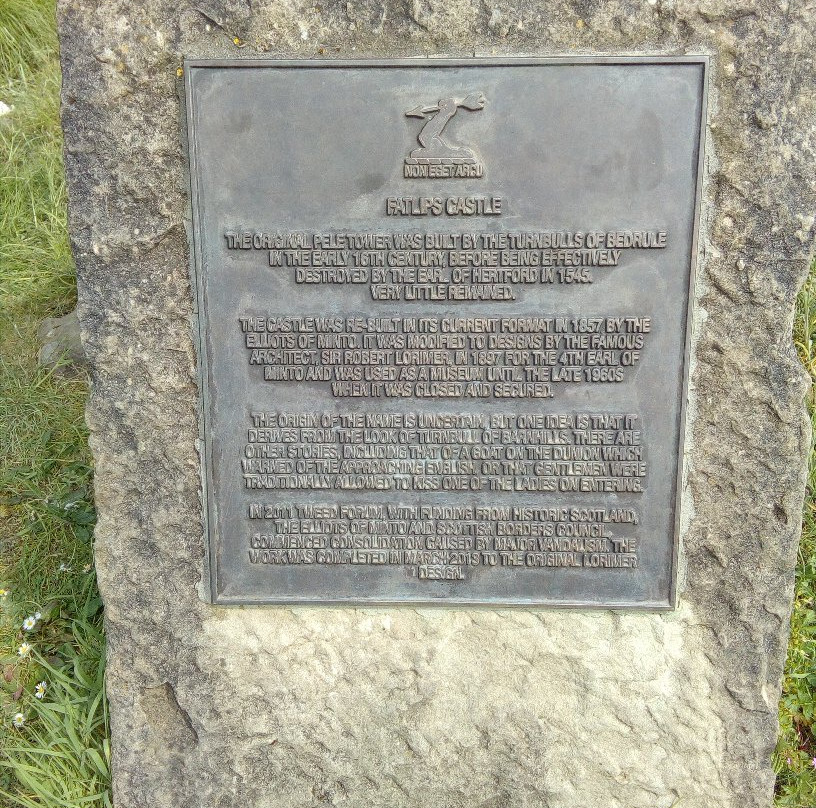 NON EGET ARCU
FATLIPS CASTLE
THE ORIGINAL PELE TOWER WAS BUILT BY THE TURNBULLS OF BEDRULE
IN THE EARLY 16TH CENTURY, BEFORE BEING EFFECTIVELY
DESTROYED BY THE EARL OF HERTFORD IN 1545.
VERY LITTLE REMAINED.
THE CASTLE WAS RE-BUILT IN ITS CURRENT FORMAT IN 1857 BY THE
ELLIOTS OF MINTO. IT WAS MODIFIED TO DESIGNS BY THE FAMOUS
ARCHITECT, SIR ROBERT LORIMER, IN 1897 FOR THE 4TH EARL OF
MINTO AND WAS USED AS A MUSEUM UNTIL THE LATE 1960S
WHEN IT WAS CLOSED AND SECURED.
THE ORIGIN OF THE NAME IS UNCERTAIN, BUT ONE IDEA IS THAT IT
DERIVES FROM THE LOOK OF TURNBULL OF BARNHILLS. THERE ARE
OTHER STORIES, INCLUDING THAT OF A GOAT ON THE DUNION WHICH
WARNED OF THE APPROACHING ENGLISH, OR THAT GENTLEMEN WERE
TRADITIONALLY ALLOWED TO KISS ONE OF THE LADIES ON ENTERING.
IN 2011 TWEED FORUM, WITH FUNDING FROM HISTORIC SCOTLAND,
THE ELLIOTS OF MINTO AND SCOTTISH BORDERS COUNCIL,
COMMENCED CONSOLIDATION, CAUSED BY MAJOR VANDALISM. THE
WORK WAS COMPLETED IN MARCH 2013 TO THE ORIGINAL LORIMER
DESIGN.